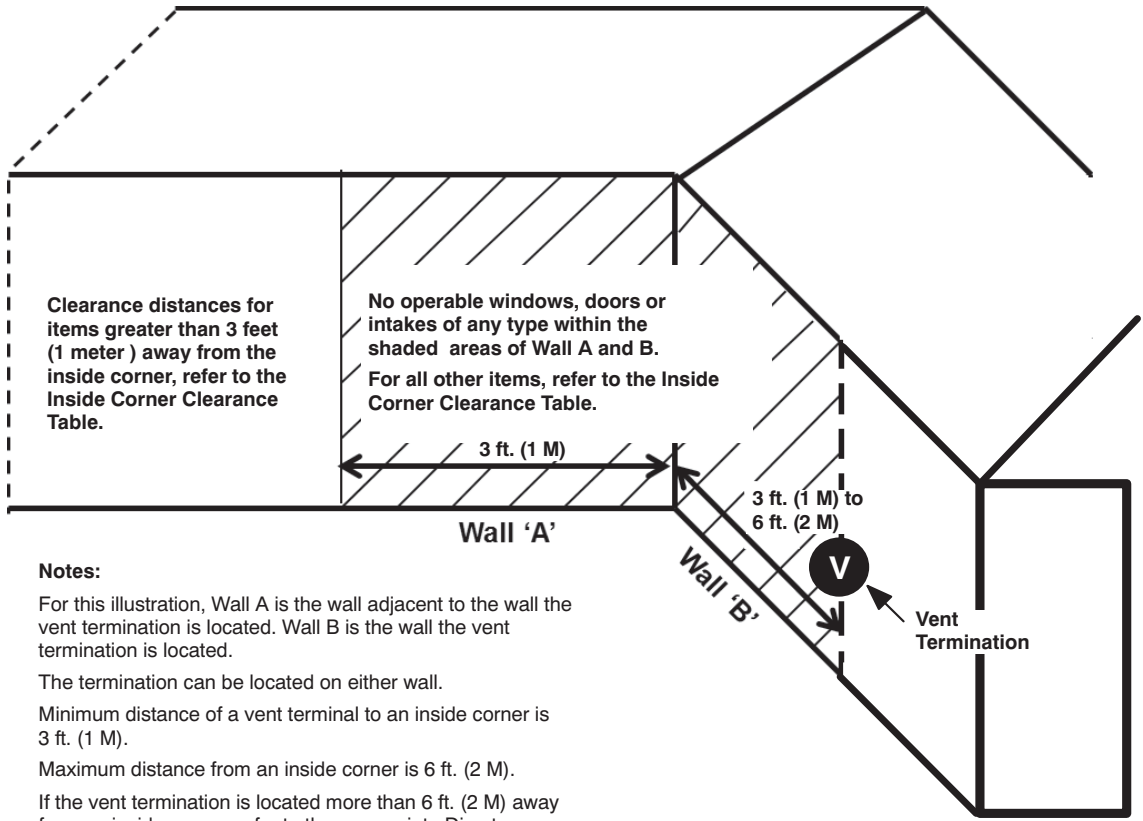 Clearance distances for
items greater than 3 feet
(1 meter ) away from the
inside corner, refer to the
Inside Corner Clearance
Table.
No operable windows, doors or
intakes of any type within the
shaded areas of Wall A and B.
For all other items, refer to the Inside
Corner Clearance Table.
3 ft. (1 M)
3 ft. (1 M) to
6 ft. (2 M)
Wall ‘A’
Wall ‘B’
V
Vent
Termination
Notes:
For this illustration, Wall A is the wall adjacent to the wall the
vent termination is located. Wall B is the wall the vent
termination is located.
The termination can be located on either wall.
Minimum distance of a vent terminal to an inside corner is
3 ft. (1 M).
Maximum distance from an inside corner is 6 ft. (2 M).
If the vent termination is located more than 6 ft. (2 M) away